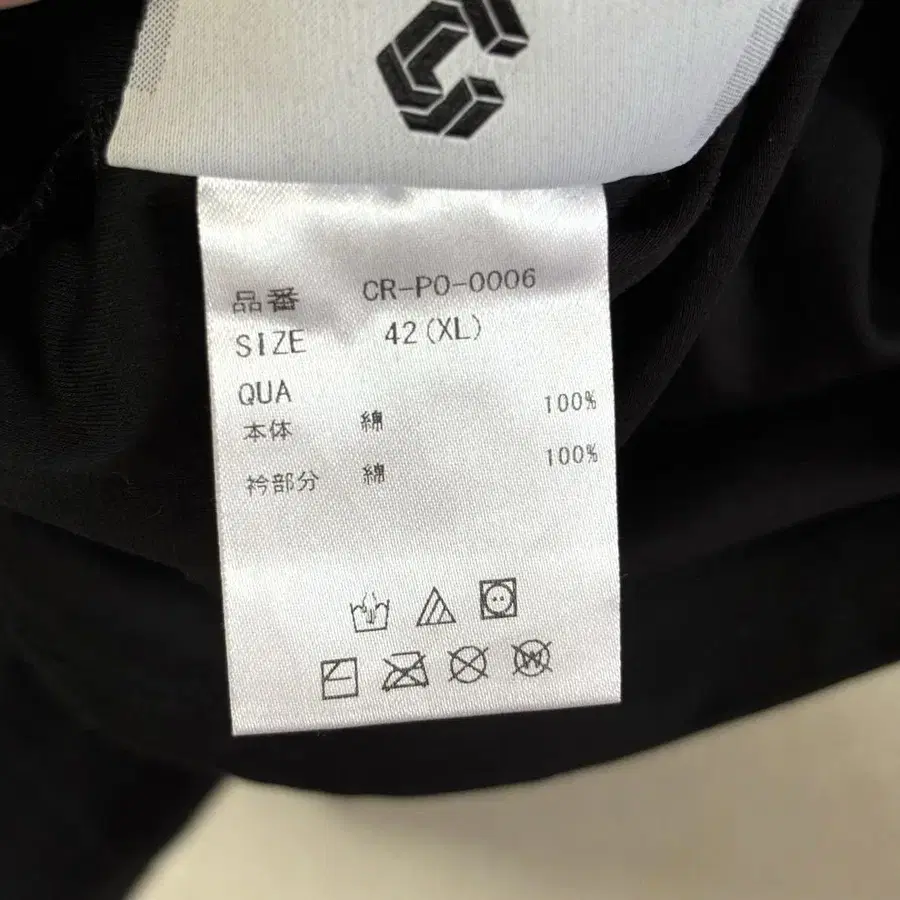 品番 CR-PO-0006
SIZE 42(XL)
QUA
本体 綿 100%
衿部分 綿 100%